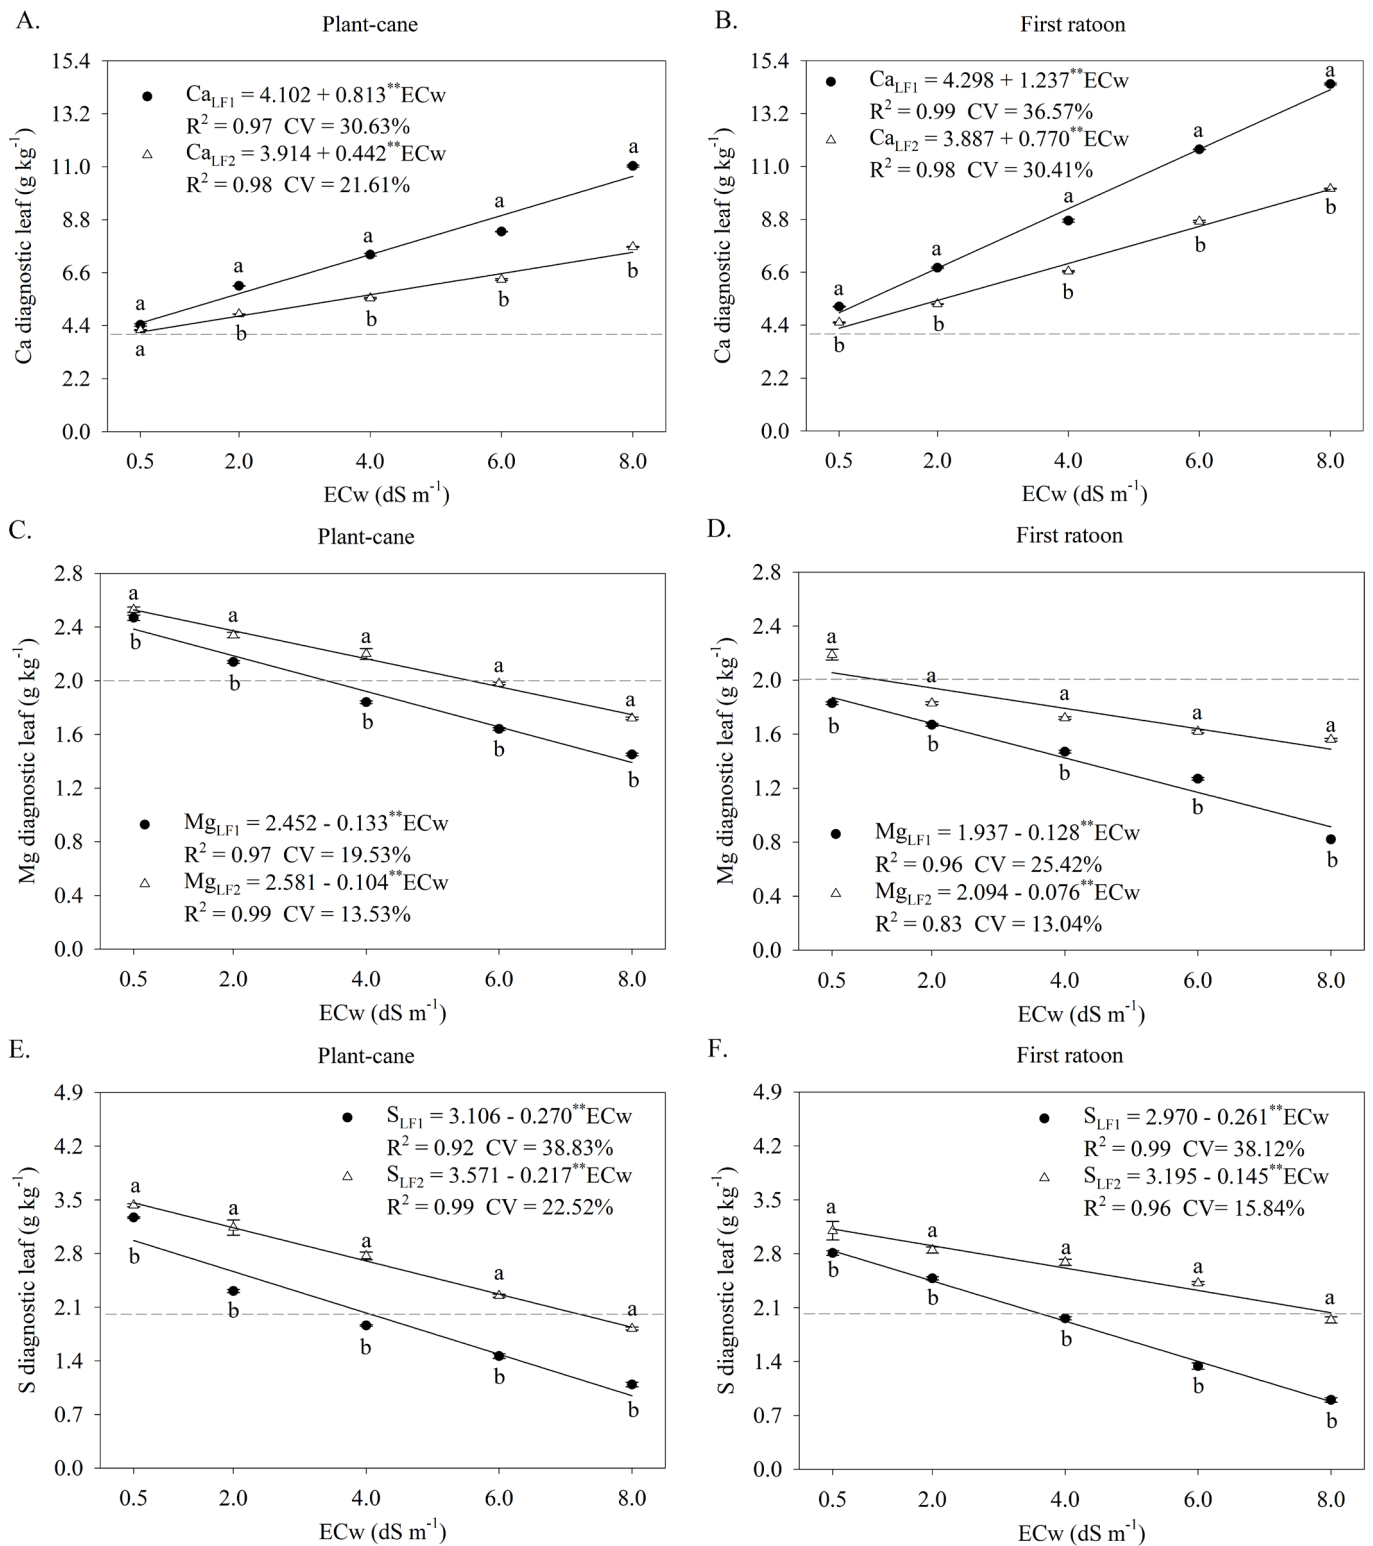 A.
Plant-cane
Ca diagnostic leaf (g kg⁻¹)
15.4
13.2
11.0
8.8
6.6
4.4
2.2
0.0
Ca_LF1 = 4.102 + 0.813**ECw
R² = 0.97 CV = 30.63%
Ca_LF2 = 3.914 + 0.442**ECw
R² = 0.98 CV = 21.61%
a a a a a
a b b b b
0.5 2.0 4.0 6.0 8.0
ECw (dS m⁻¹)
B.
First ratoon
Ca diagnostic leaf (g kg⁻¹)
15.4
13.2
11.0
8.8
6.6
4.4
2.2
0.0
Ca_LF1 = 4.298 + 1.237**ECw
R² = 0.99 CV = 36.57%
Ca_LF2 = 3.887 + 0.770**ECw
R² = 0.98 CV = 30.41%
a a a a a
b b b b b
0.5 2.0 4.0 6.0 8.0
ECw (dS m⁻¹)
C.
Plant-cane
Mg diagnostic leaf (g kg⁻¹)
2.8
2.4
2.0
1.6
1.2
0.8
0.4
0.0
a a a a a
b b b b b
Mg_LF1 = 2.452 - 0.133**ECw
R² = 0.97 CV = 19.53%
Mg_LF2 = 2.581 - 0.104**ECw
R² = 0.99 CV = 13.53%
0.5 2.0 4.0 6.0 8.0
ECw (dS m⁻¹)
D.
First ratoon
Mg diagnostic leaf (g kg⁻¹)
2.8
2.4
2.0
1.6
1.2
0.8
0.4
0.0
a a a a a
b b b b b
Mg_LF1 = 1.937 - 0.128**ECw
R² = 0.96 CV = 25.42%
Mg_LF2 = 2.094 - 0.076**ECw
R² = 0.83 CV = 13.04%
0.5 2.0 4.0 6.0 8.0
ECw (dS m⁻¹)
E.
Plant-cane
S diagnostic leaf (g kg⁻¹)
4.9
4.2
3.5
2.8
2.1
1.4
0.7
0.0
S_LF1 = 3.106 - 0.270**ECw
R² = 0.92 CV = 38.83%
S_LF2 = 3.571 - 0.217**ECw
R² = 0.99 CV = 22.52%
a a a a a
b b b b b
0.5 2.0 4.0 6.0 8.0
ECw (dS m⁻¹)
F.
First ratoon
S diagnostic leaf (g kg⁻¹)
4.9
4.2
3.5
2.8
2.1
1.4
0.7
0.0
S_LF1 = 2.970 - 0.261**ECw
R² = 0.99 CV= 38.12%
S_LF2 = 3.195 - 0.145**ECw
R² = 0.96 CV= 15.84%
a a a a a
b b b b b
0.5 2.0 4.0 6.0 8.0
ECw (dS m⁻¹)